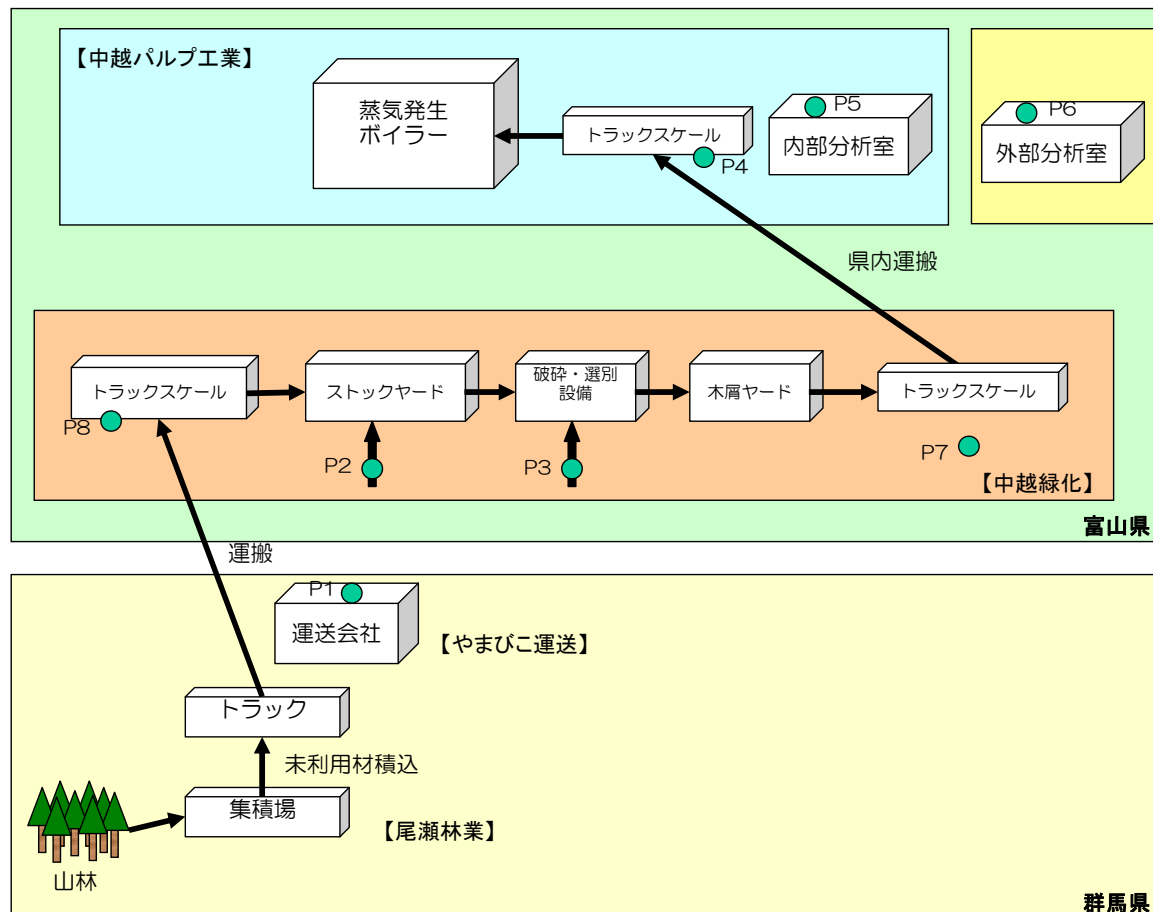 【中越パルプ工業】
蒸気発生
ボイラー
トラックスケール
P4
P5
内部分析室
P6
外部分析室
県内運搬
トラックスケール
P8
ストックヤード
P2
破砕・選別
設備
P3
木屑ヤード
トラックスケール
P7
【中越緑化】
富山県
運搬
P1
運送会社
【やまびこ運送】
トラック
未利用材積込
集積場
【尾瀬林業】
山林
群馬県